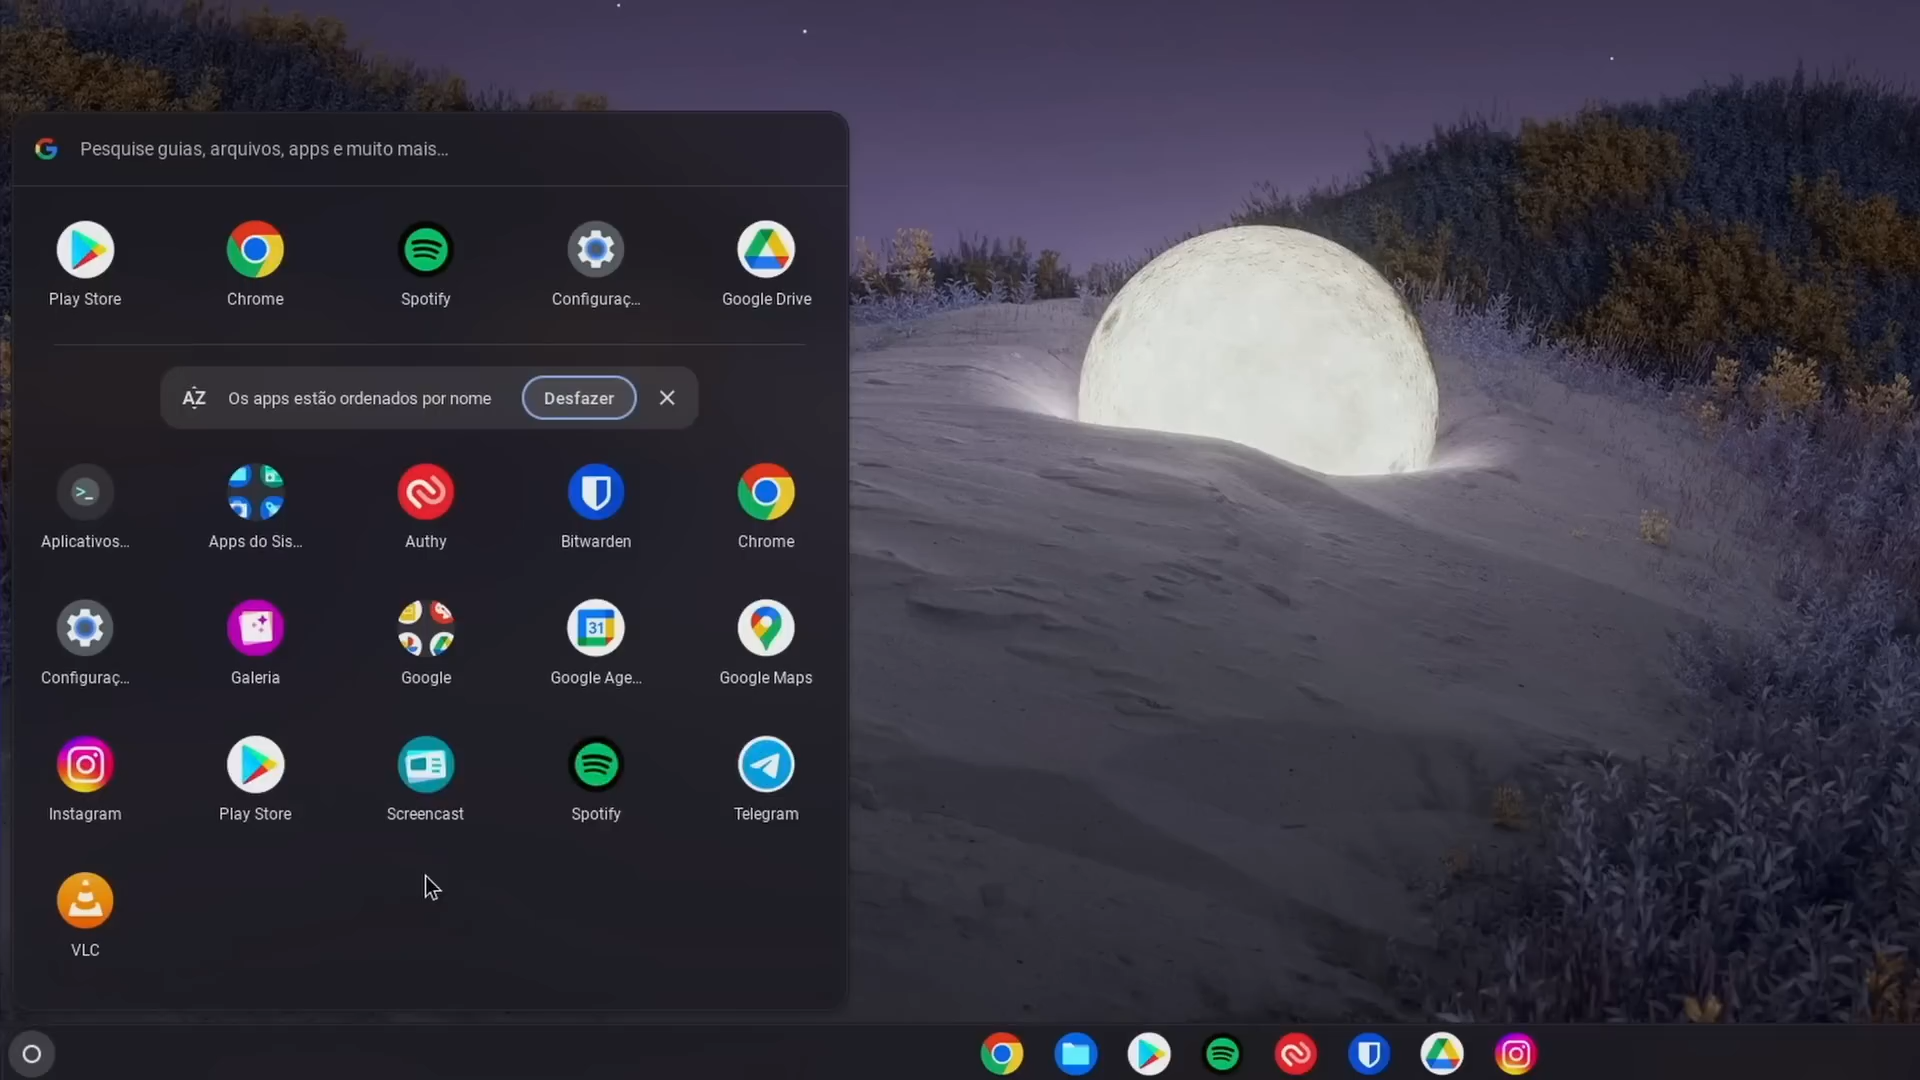 Pesquise guias, arquivos, apps e muito mais...
Play Store
Chrome
Spotify
Configuraç...
Google Drive
AZ Os apps estão ordenados por nome Desfazer
>_
Aplicativos...
Apps do Sis...
Authy
Bitwarden
Chrome
31
Configuraç...
Galeria
Google
Google Age...
Google Maps
Instagram
Play Store
Screencast
Spotify
Telegram
VLC